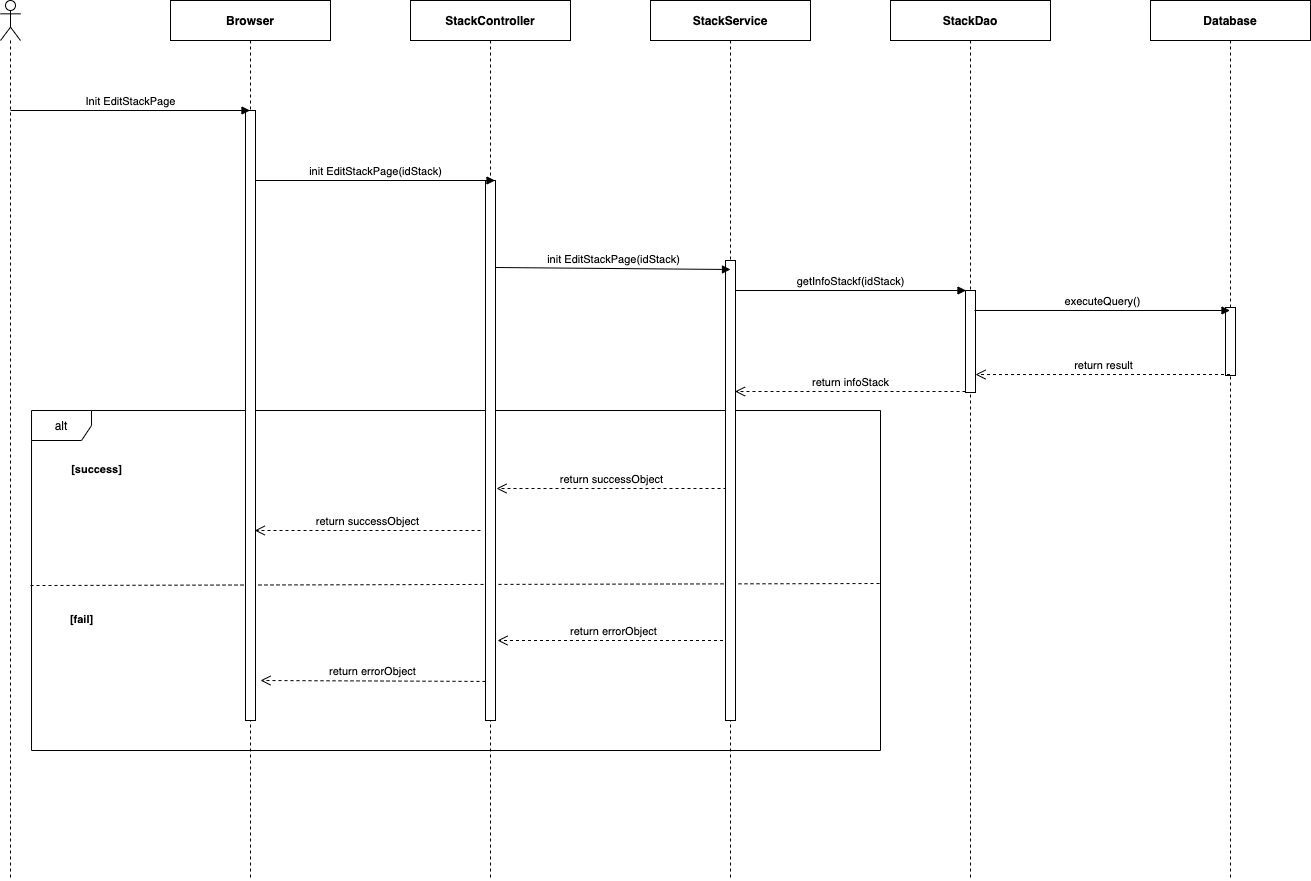 Browser
StackController
StackService
StackDao
Database
Init EditStackPage
init EditStackPage(idStack)
init EditStackPage(idStack)
getInfoStackf(idStack)
executeQuery()
return result
return infoStack
alt
[success]
return successObject
return successObject
[fail]
return errorObject
return errorObject